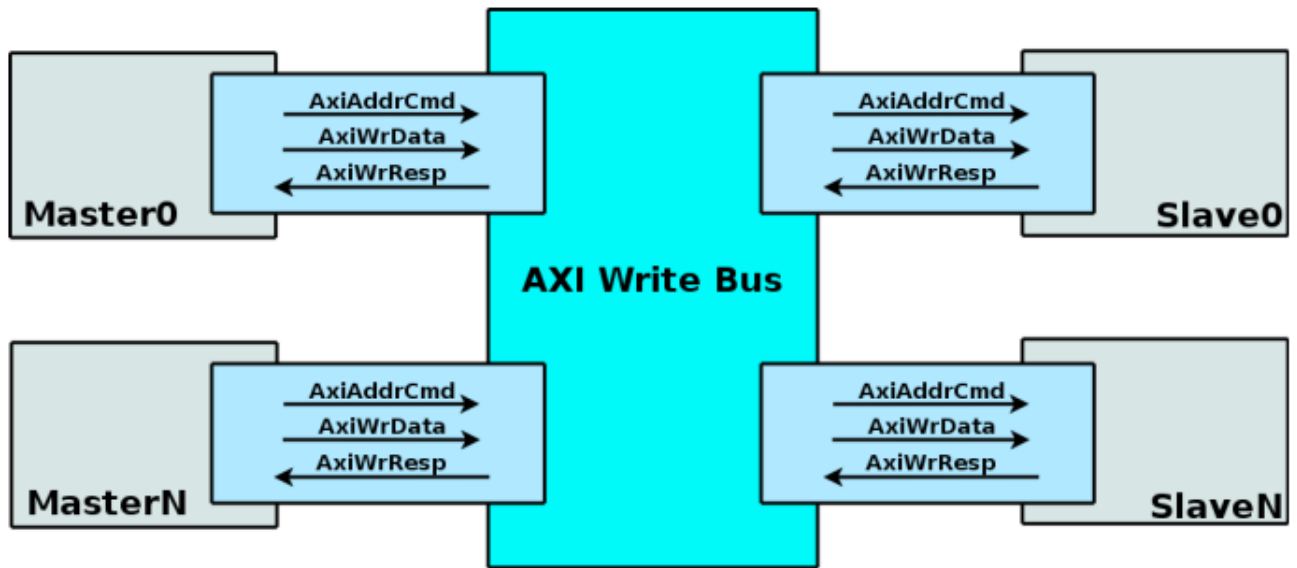 AxiAddrCmd
AxiWrData
AxiWrResp
Master0
AxiAddrCmd
AxiWrData
AxiWrResp
Slave0
AXI Write Bus
AxiAddrCmd
AxiWrData
AxiWrResp
MasterN
AxiAddrCmd
AxiWrData
AxiWrResp
SlaveN